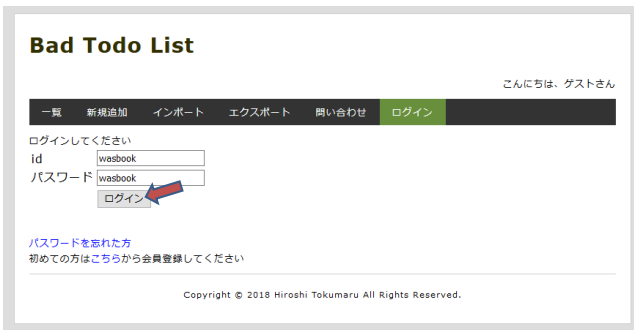 Bad Todo List
こんにちは、ゲストさん
一覧 新規追加 インポート エクスポート 問い合わせ ログイン
ログインしてください
id wasbook
パスワード wasbook
ログイン
パスワードを忘れた方
初めての方はこちらから会員登録してください
Copyright © 2018 Hiroshi Tokumaru All Rights Reserved.